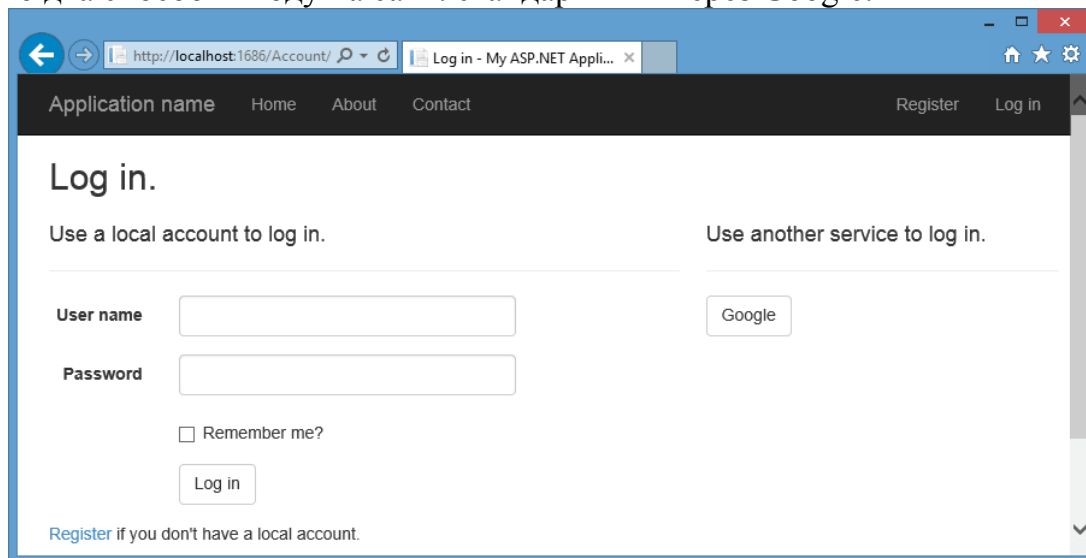 http://localhost:1686/Account/
Log in - My ASP.NET Appli...
Application name Home About Contact Register Log in
Log in.
Use a local account to log in.
Use another service to log in.
User name
Google
Password
Remember me?
Log in
Register if you don't have a local account.